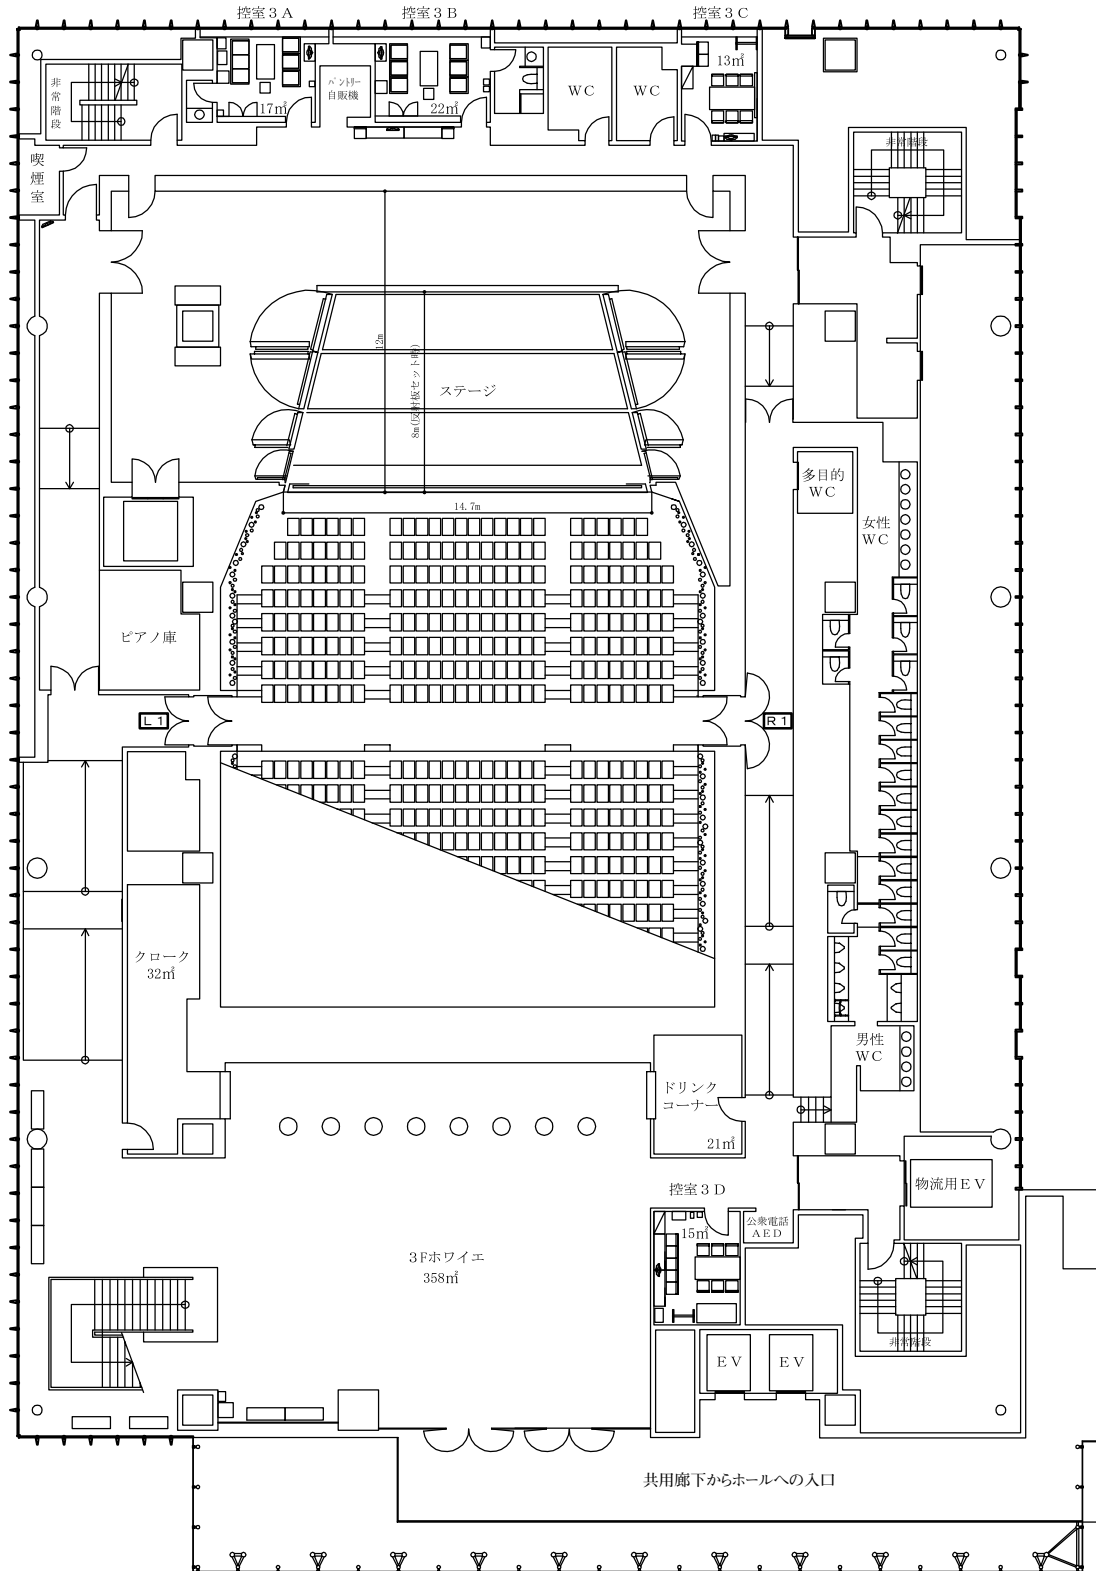 控室３Ａ
控室３Ｂ
控室３Ｃ
非常階段
17㎡
パントリー
自販機
22㎡
ＷＣ
ＷＣ
13㎡
喫煙室
非常階段
12m
8m(反射板セット時)
ステージ
14.7m
多目的
ＷＣ
女性
ＷＣ
ピアノ庫
L1
R1
クローク
32㎡
男性
ＷＣ
ドリンク
コーナー
21㎡
控室３Ｄ
15㎡
公衆電話
ＡＥＤ
物流用ＥＶ
３Fホワイエ
358㎡
非常階段
ＥＶ
ＥＶ
共用廊下からホールへの入口